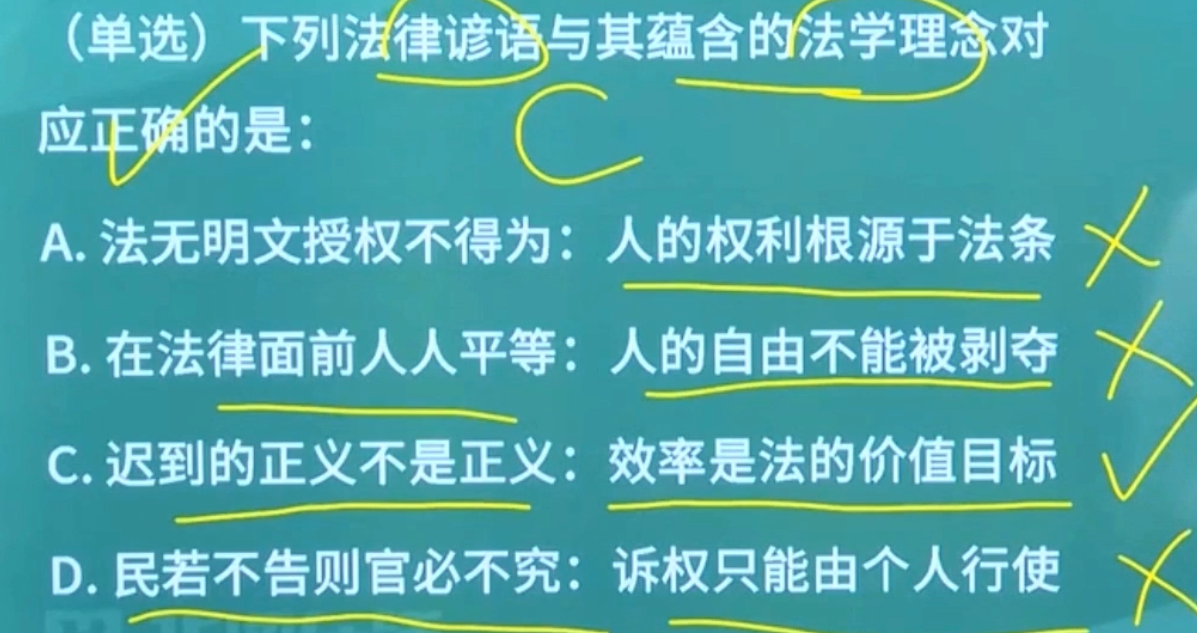 （单选）下列法律谚语与其蕴含的法学理念对
应正确的是：
C
A. 法无明文授权不得为：人的权利根源于法条
B. 在法律面前人人平等：人的自由不能被剥夺
C. 迟到的正义不是正义：效率是法的价值目标
D. 民若不告则官必不究：诉权只能由个人行使